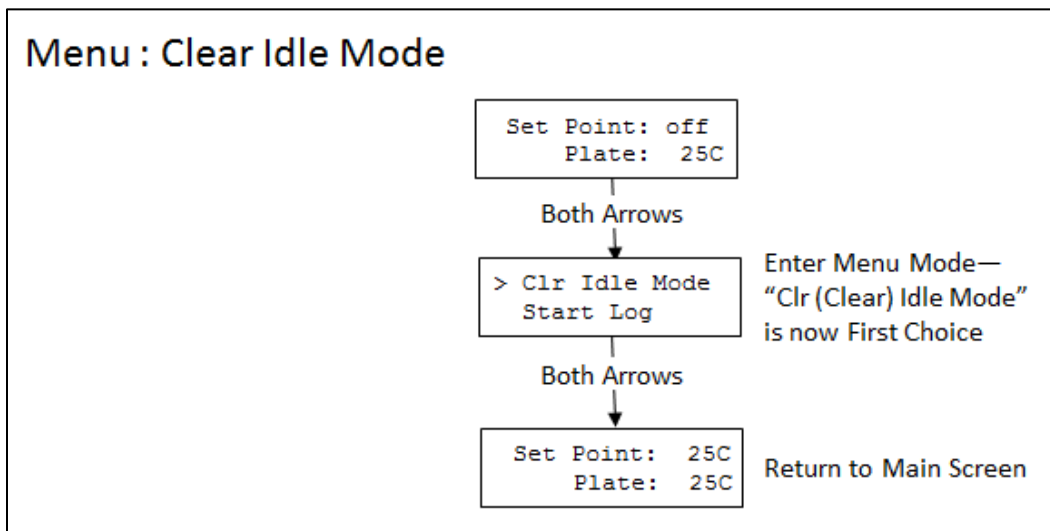 Menu : Clear Idle Mode
Set Point: off
Plate: 25C
Both Arrows
> Clr Idle Mode
Start Log
Enter Menu Mode—
“Clr (Clear) Idle Mode”
is now First Choice
Both Arrows
Set Point: 25C
Plate: 25C
Return to Main Screen